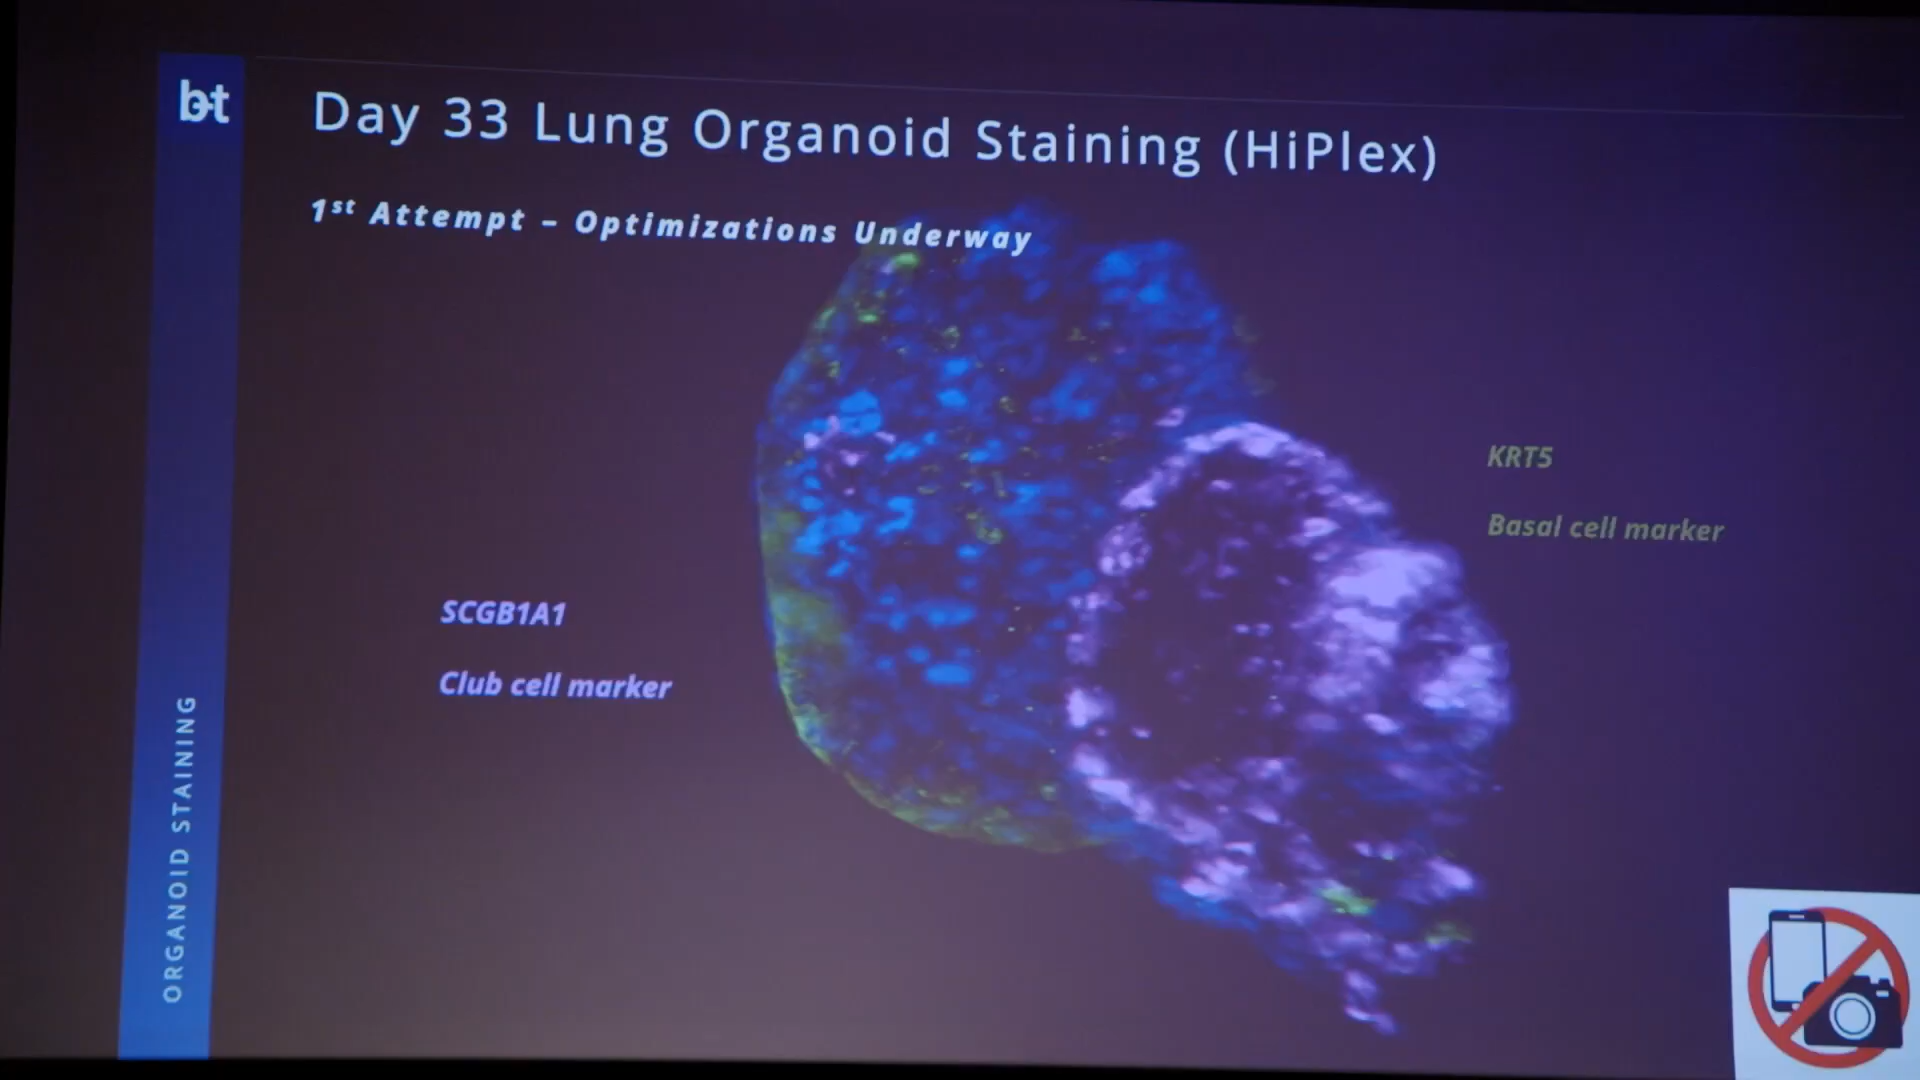 bt
Day 33 Lung Organoid Staining (HiPlex)
1st Attempt – Optimizations Underway
KRT5
Basal cell marker
SCGB1A1
Club cell marker
ORGANOID STAINING